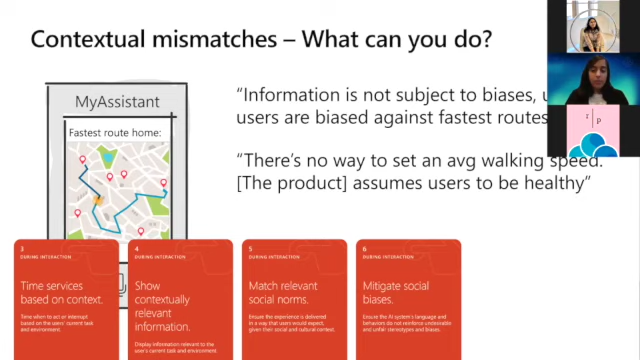 Contextual mismatches – What can you do?
MyAssistant
Fastest route home:
“Information is not subject to biases,
users are biased against fastest routes
“There’s no way to set an avg walking speed.
[The product] assumes users to be healthy”
3
DURING INTERACTION
Time services
based on context.
Time when to act or interrupt
based on the users' current task
and environment.
4
DURING INTERACTION
Show
contextually
relevant
information.
Display information relevant to the
user's current task and environment.
5
DURING INTERACTION
Match relevant
social norms.
Ensure the experience is delivered
in a way that users would expect,
given their social and cultural context.
6
DURING INTERACTION
Mitigate social
biases.
Ensure the AI system's language and
behaviors do not reinforce undesirable
and unfair stereotypes and biases.
r | P